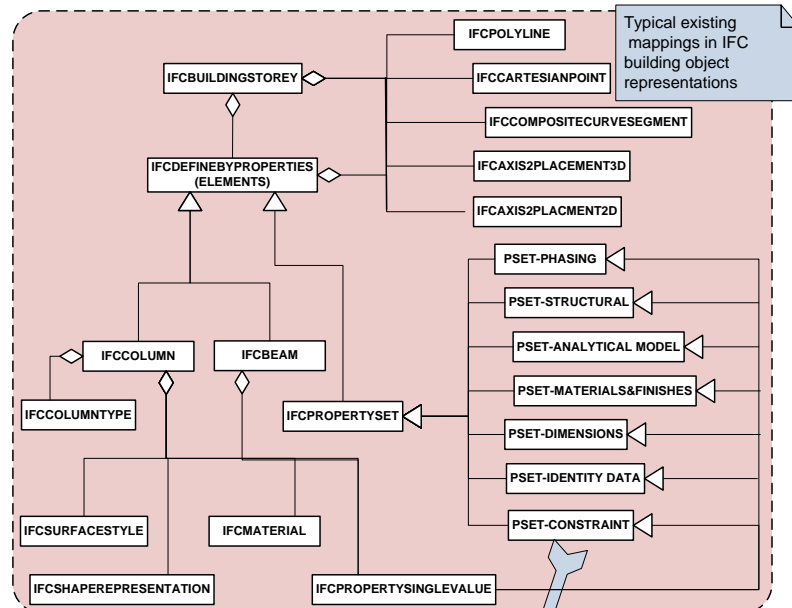 Typical existing
mappings in IFC
building object
representations
IFCPOLYLINE
IFCBUILDINGSTOREY
IFCCARTESIANPOINT
IFCCOMPOSITECURVESEGMENT
IFCDEFINEBYPROPERTIES
(ELEMENTS)
IFCAXIS2PLACEMENT3D
IFCAXIS2PLACMENT2D
PSET-PHASING
PSET-STRUCTURAL
IFCCOLUMN
IFCBEAM
PSET-ANALYTICAL MODEL
PSET-MATERIALS&FINISHES
IFCCOLUMNTYPE
IFCPROPERTYSET
PSET-DIMENSIONS
PSET-IDENTITY DATA
IFCSURFACESTYLE
IFCMATERIAL
PSET-CONSTRAINT
IFCSHAPEREPRESENTATION
IFCPROPERTYSINGLEVALUE